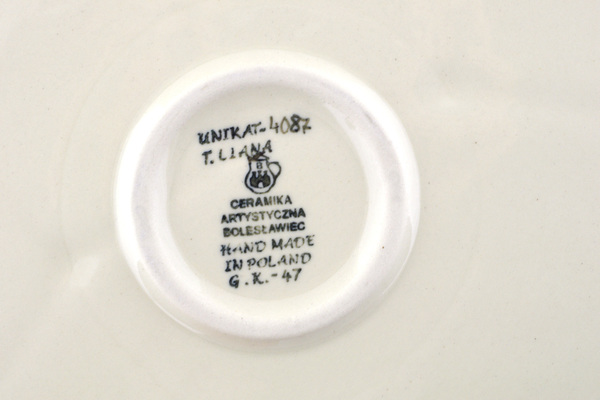 UNIKAT-4087
T. LIANA
B
CERAMIKA
ARTYSTYCZNA
BOLESŁAWIEC
HAND MADE
IN POLAND
G.K.-47